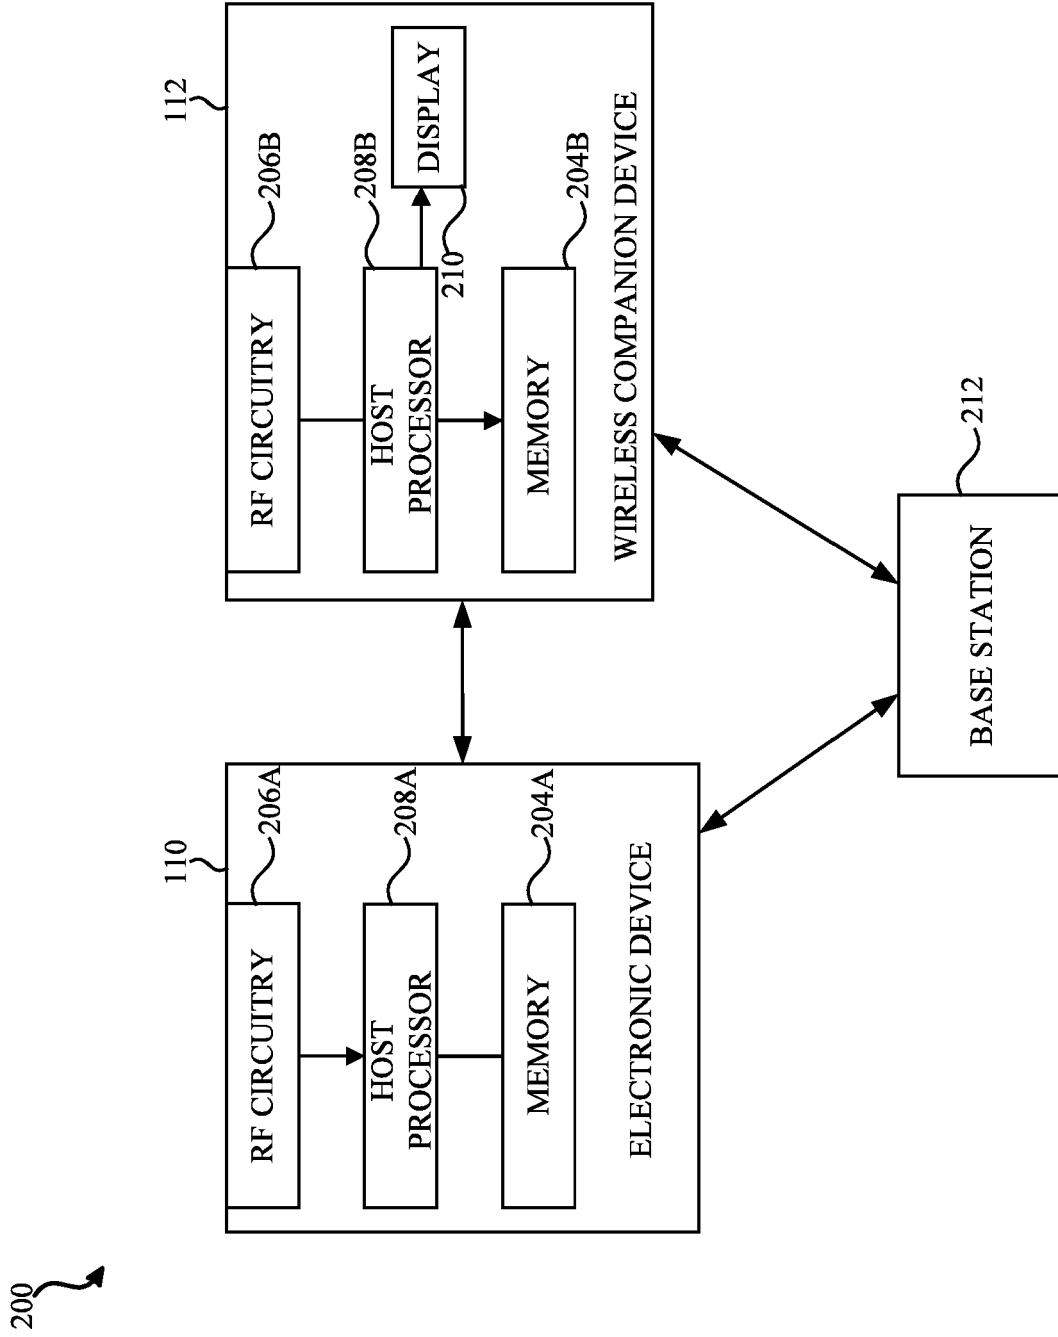 200
110
206A
RF CIRCUITRY
208A
HOST
PROCESSOR
204A
MEMORY
ELECTRONIC DEVICE
112
206B
RF CIRCUITRY
208B
HOST
PROCESSOR
DISPLAY
210
204B
MEMORY
WIRELESS COMPANION DEVICE
212
BASE STATION